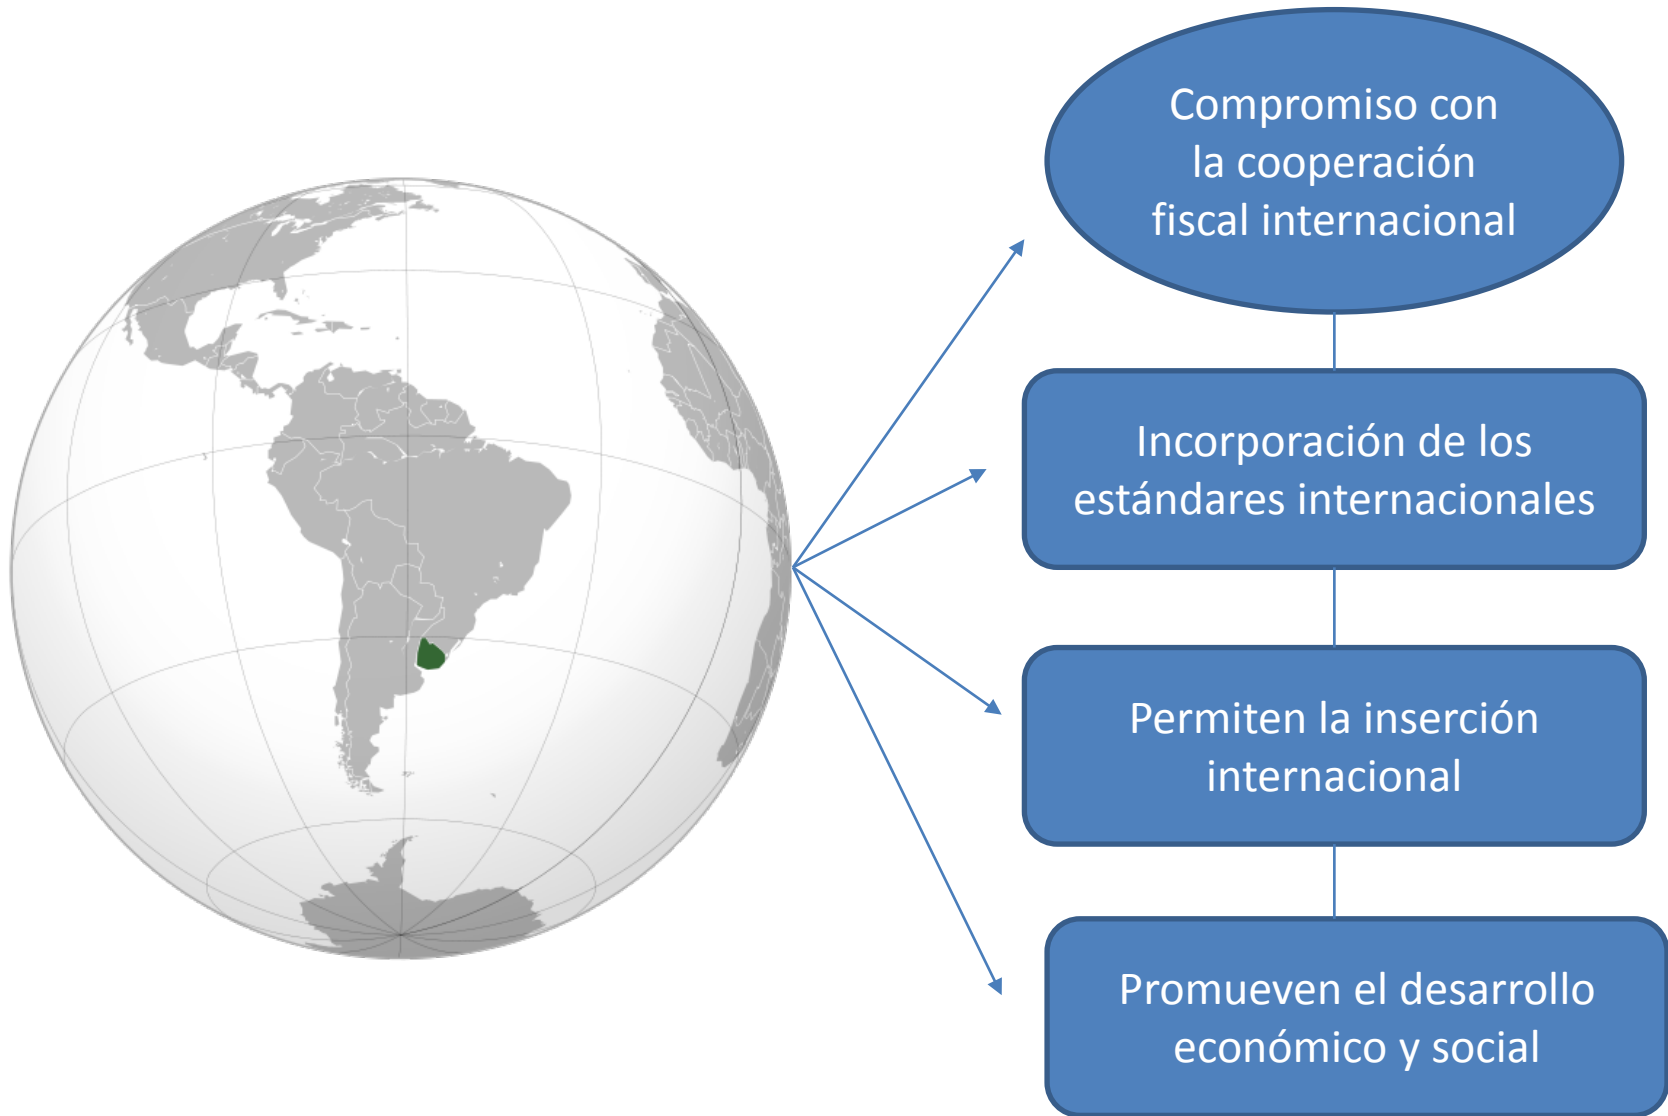 Compromiso con
la cooperación
fiscal internacional
Incorporación de los
estándares internacionales
Permiten la inserción
internacional
Promueven el desarrollo
económico y social